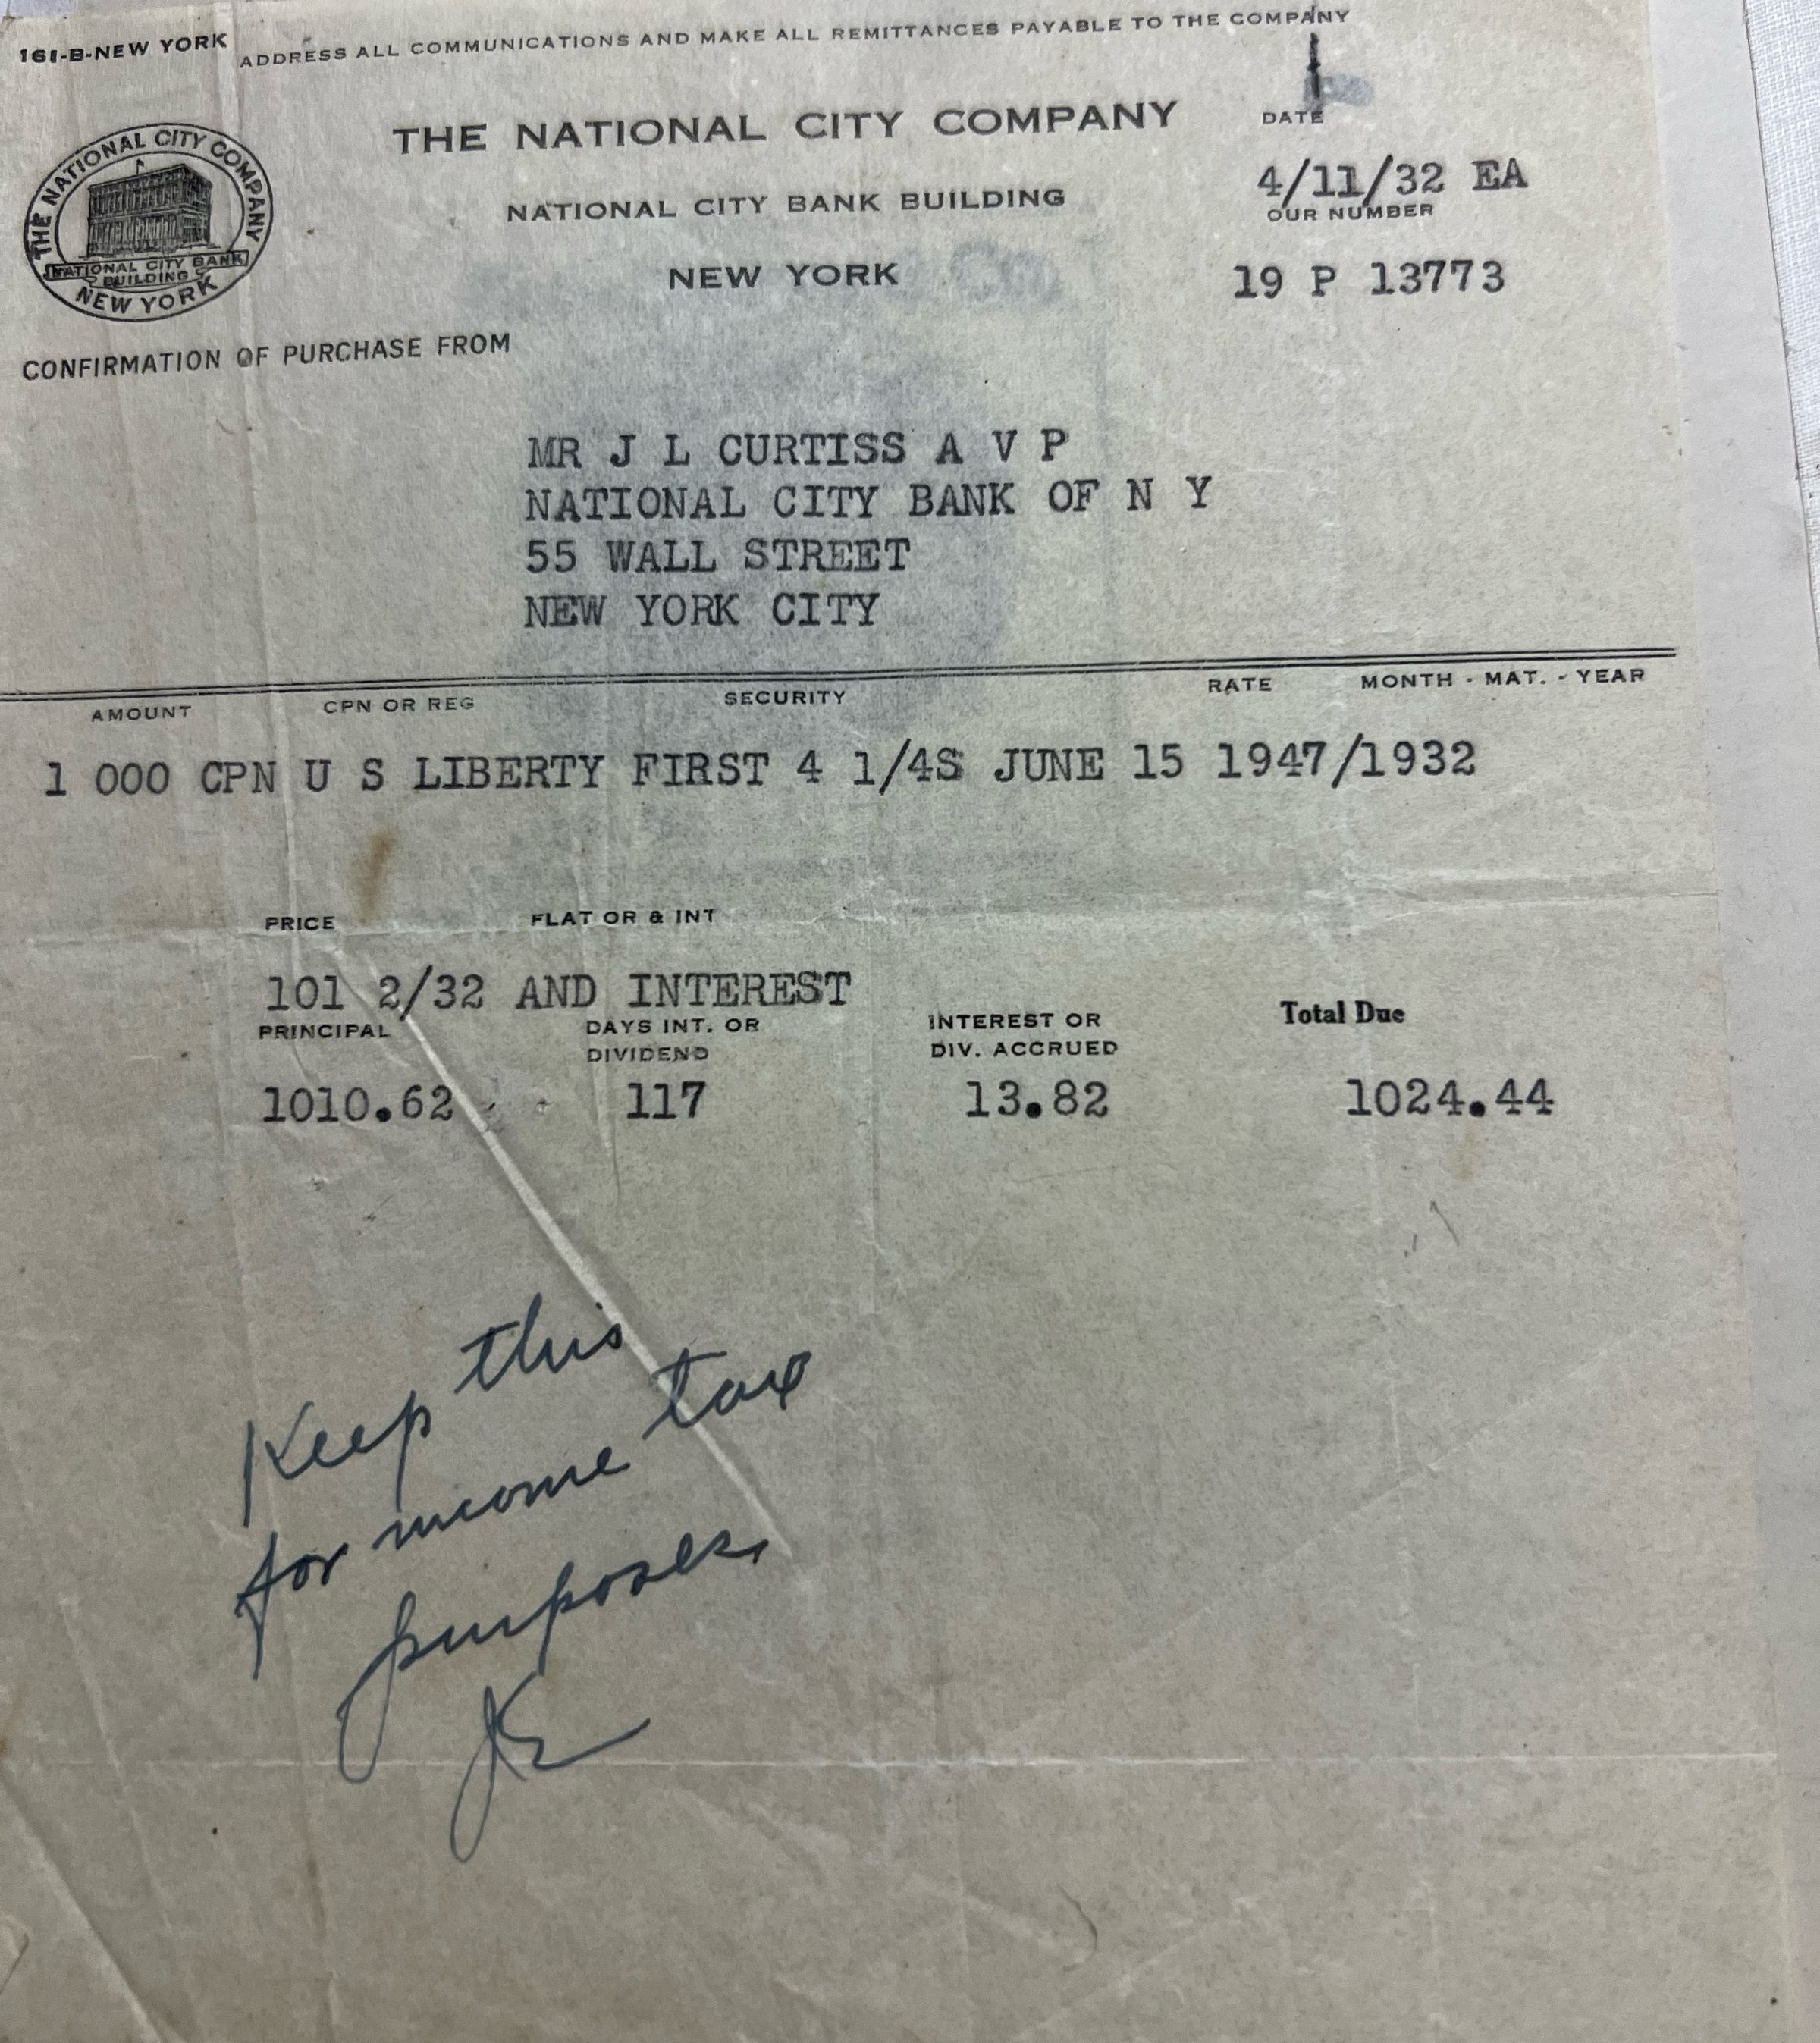 161-B-NEW YORK ADDRESS ALL COMMUNICATIONS AND MAKE ALL REMITTANCES PAYABLE TO THE COMPANY
THE NATIONAL CITY COMPANY
NATIONAL CITY BANK BUILDING
NEW YORK
THE NATIONAL CITY COMPANY
NATIONAL CITY BANK
BUILDING
NEW YORK
DATE
4/11/32 EA
OUR NUMBER
19 P 13773
CONFIRMATION OF PURCHASE FROM
MR J L CURTISS A V P
NATIONAL CITY BANK OF N Y
55 WALL STREET
NEW YORK CITY
AMOUNT CPN OR REG SECURITY RATE MONTH - MAT. - YEAR
1 000 CPN U S LIBERTY FIRST 4 1/4S JUNE 15 1947/1932
PRICE FLAT OR & INT
101 2/32 AND INTEREST
PRINCIPAL DAYS INT. OR DIVIDEND INTEREST OR DIV. ACCRUED Total Due
1010.62 117 13.82 1024.44
Keep this
for income tax
purposes